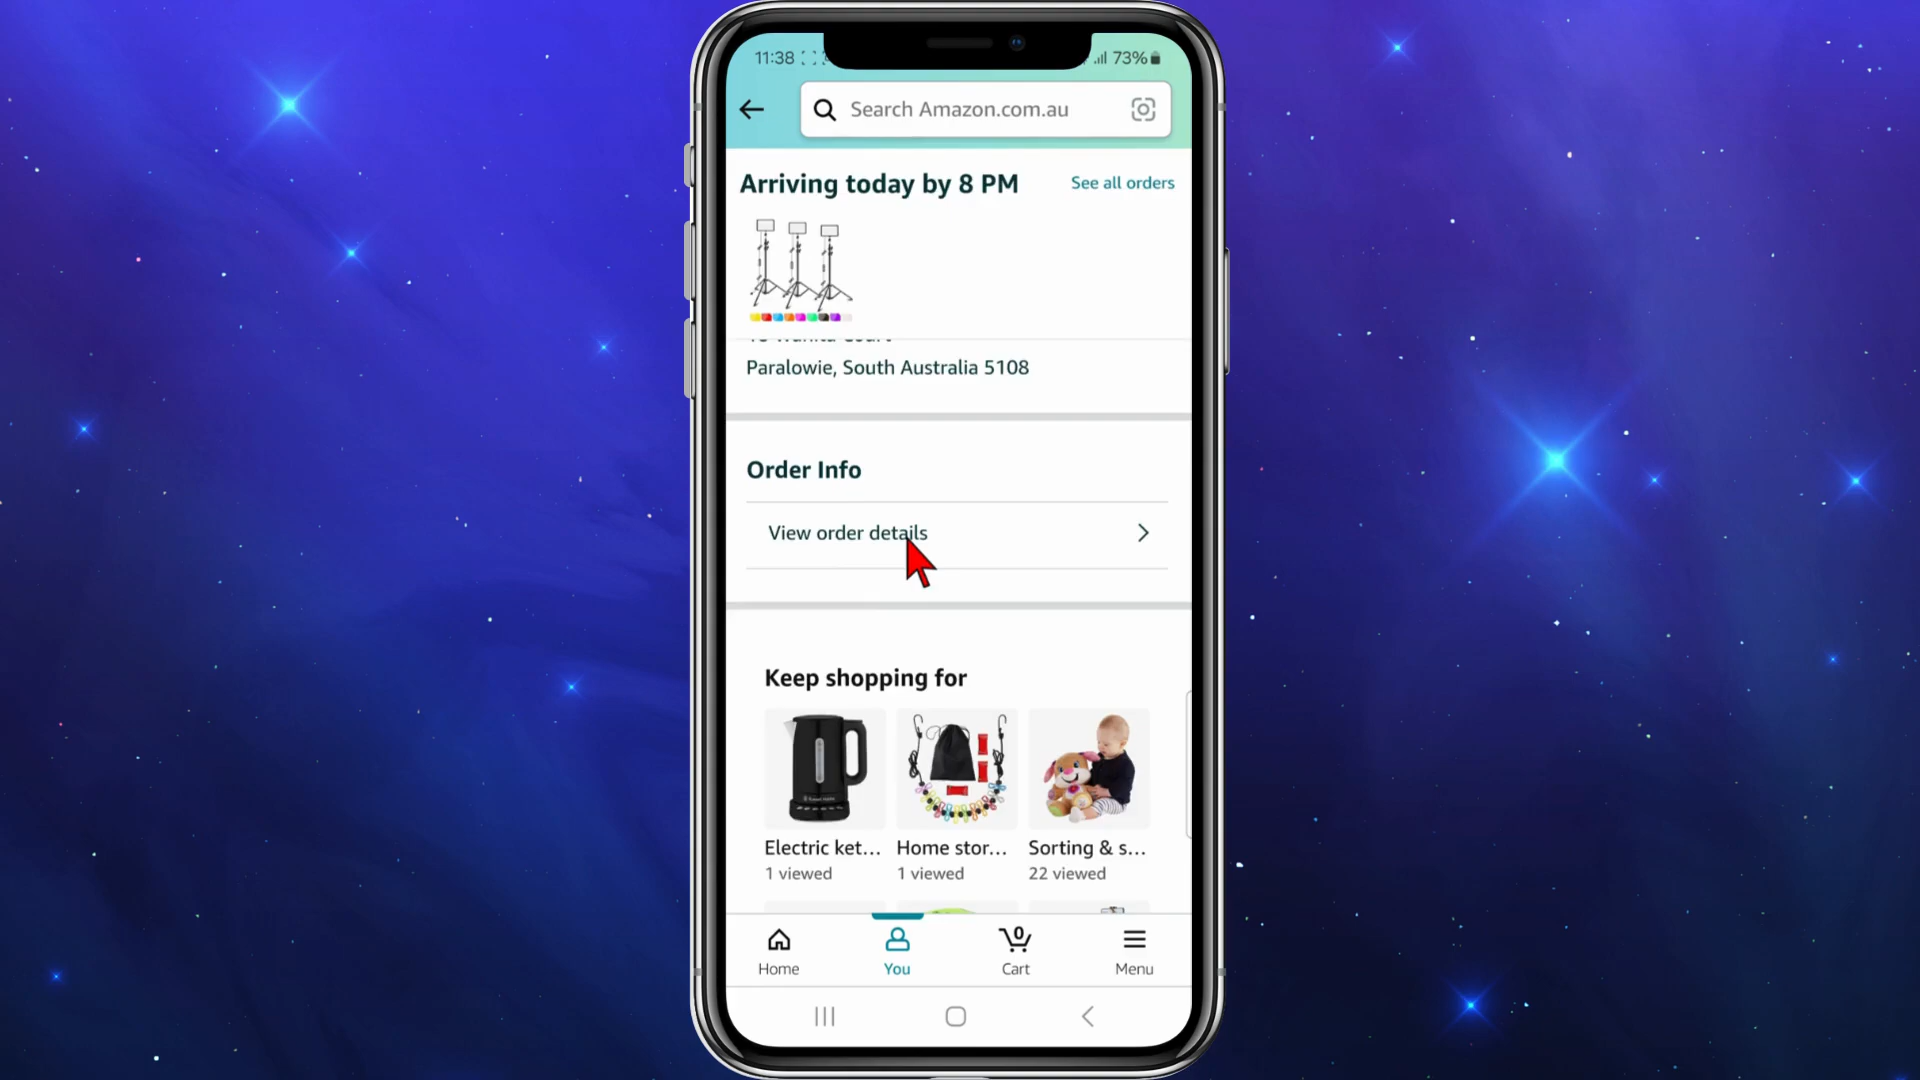 11:38
73%
Search Amazon.com.au
Arriving today by 8 PM
See all orders
Paralowie, South Australia 5108
Order Info
View order details
Keep shopping for
Electric ket...
Home stor...
Sorting & s...
1 viewed
1 viewed
22 viewed
0
Home
You
Cart
Menu